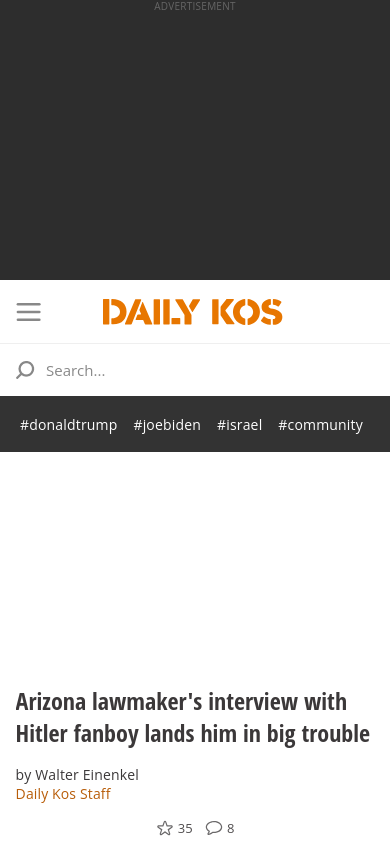 ADVERTISEMENT
DAILY KOS
Search...
#donaldtrump #joebiden #israel #community
Arizona lawmaker's interview with
Hitler fanboy lands him in big trouble
by Walter Einenkel
Daily Kos Staff
35 8